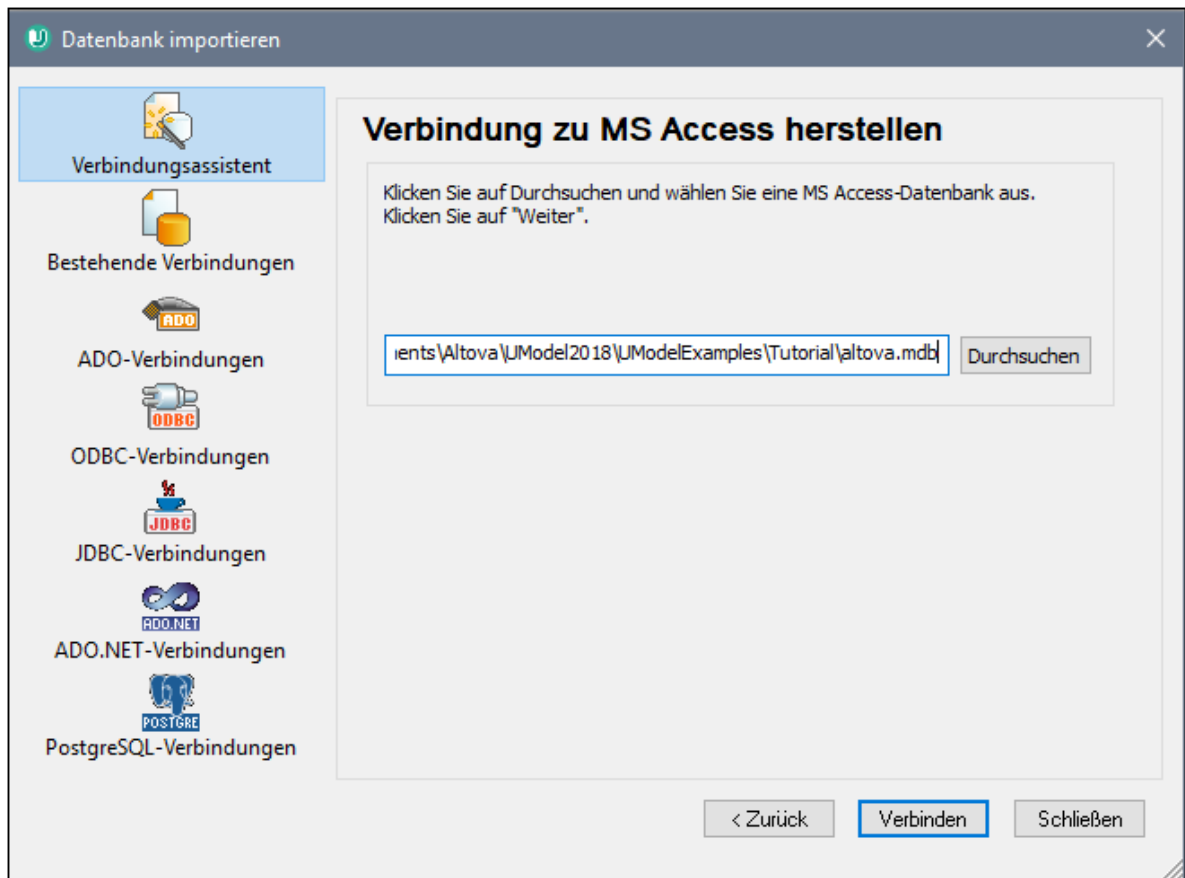 Datenbank importieren
Verbindungsassistent
Bestehende Verbindungen
ADO
ADO-Verbindungen
ODBC
ODBC-Verbindungen
JDBC
JDBC-Verbindungen
ADO.NET
ADO.NET-Verbindungen
POSTGRE
PostgreSQL-Verbindungen
Verbindung zu MS Access herstellen
Klicken Sie auf Durchsuchen und wählen Sie eine MS Access-Datenbank aus.
Klicken Sie auf "Weiter".
ents\Altova\UModel2018\UModelExamples\Tutorial\altova.mdb
Durchsuchen
< Zurück
Verbinden
Schließen